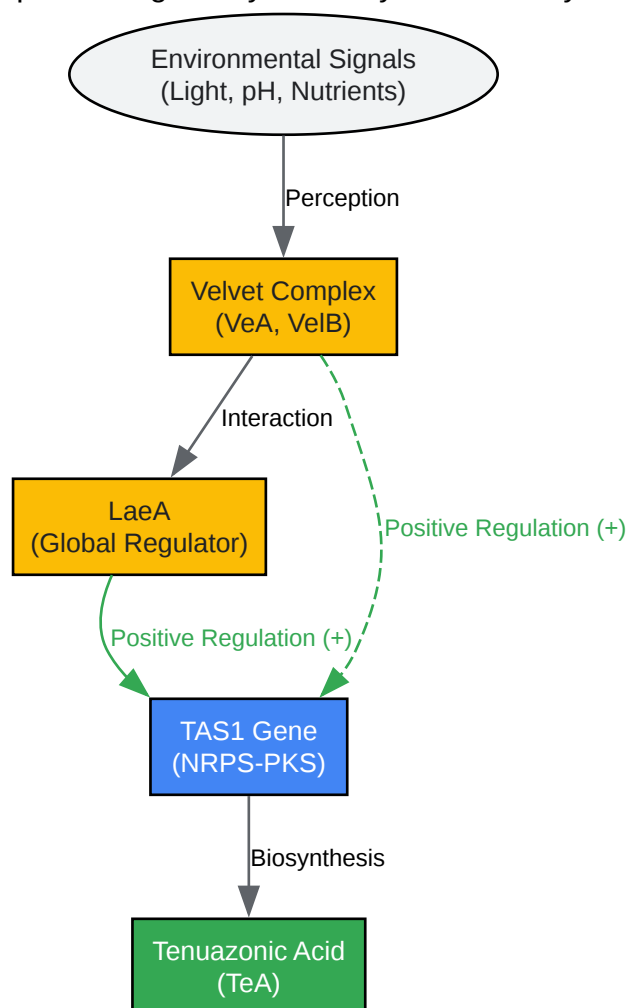 Environmental Signals
(Light, pH, Nutrients)
Perception
Velvet Complex
(VeA, VelB)
Interaction
LaeA
(Global Regulator)
Positive Regulation (+)
Positive Regulation (+)
TAS1 Gene
(NRPS-PKS)
Biosynthesis
Tenuazonic Acid
(TeA)